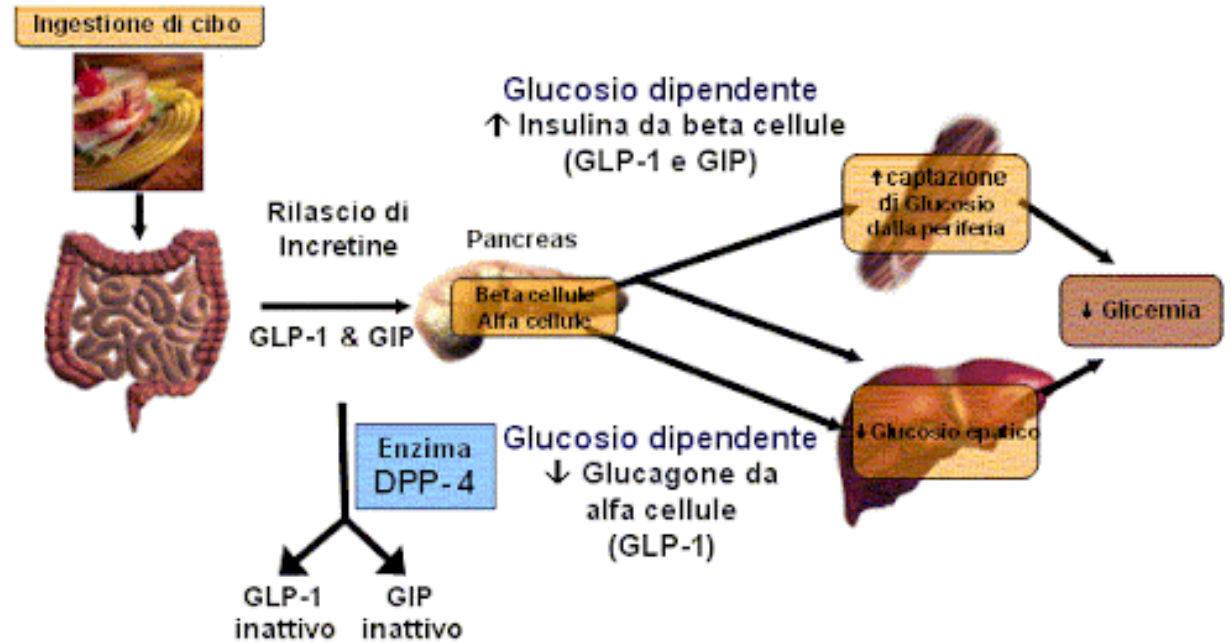 Ingestione di cibo
Glucosio dipendente
↑ Insulina da beta cellule
(GLP-1 e GIP)
↑captazione
di Glucosio
dalla periferia
Rilascio di
Incretine
Pancreas
Beta cellule
Alfa cellule
GLP-1 & GIP
↓ Glicemia
↓Glucosio epatico
Enzima
DPP-4
Glucosio dipendente
↓ Glucagone da
alfa cellule
(GLP-1)
GLP-1
inattivo
GIP
inattivo